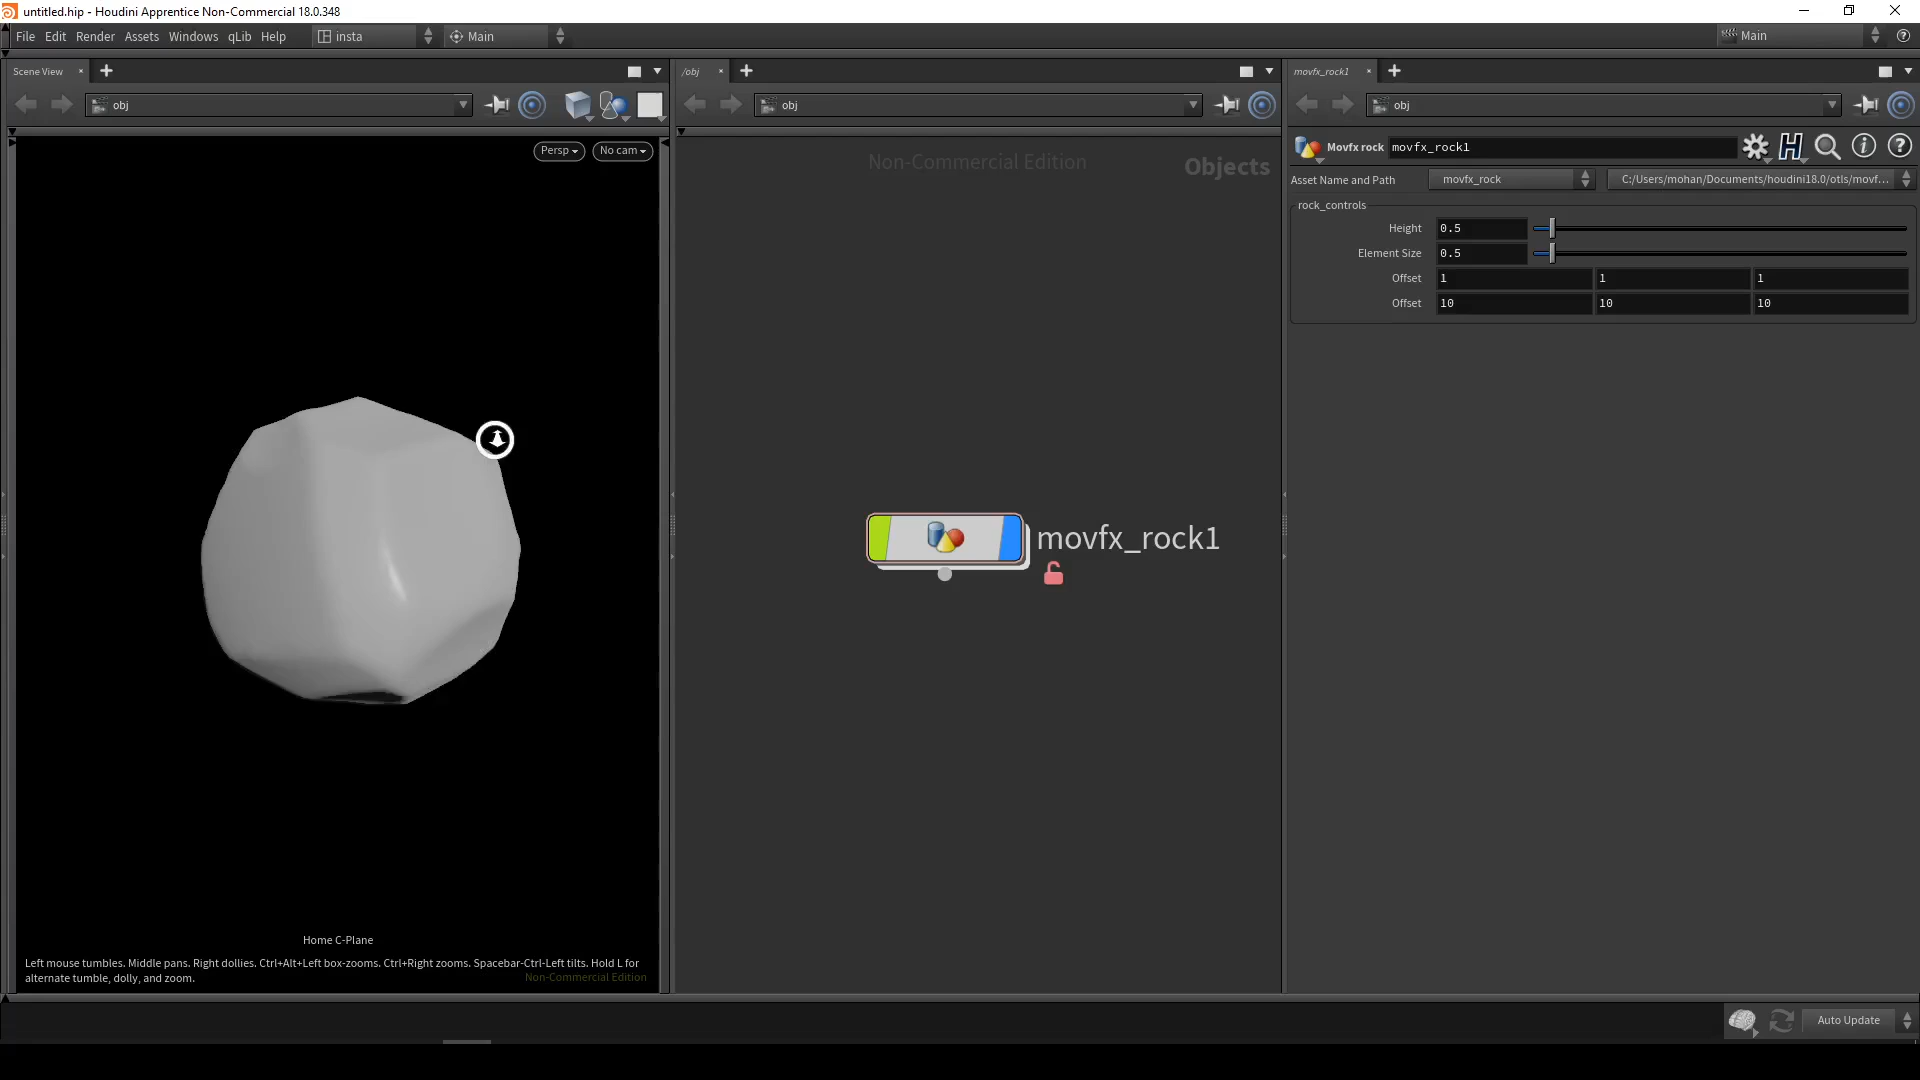 untitled.hip - Houdini Apprentice Non-Commercial 18.0.348
File Edit Render Assets Windows qLib Help insta Main Main
Scene View /obj movfx_rock1
obj obj obj
Persp No cam
Non-Commercial Edition Objects
Movfx rock movfx_rock1
Asset Name and Path movfx_rock C:/Users/mohan/Documents/houdini18.0/otls/movf...
rock_controls
Height 0.5
Element Size 0.5
Offset 1 1 1
Offset 10 10 10
movfx_rock1
Home C-Plane
Left mouse tumbles. Middle pans. Right dollies. Ctrl+Alt+Left box-zooms. Ctrl+Right zooms. Spacebar-Ctrl-Left tilts. Hold L for
alternate tumble, dolly, and zoom.
Non-Commercial Edition
Auto Update